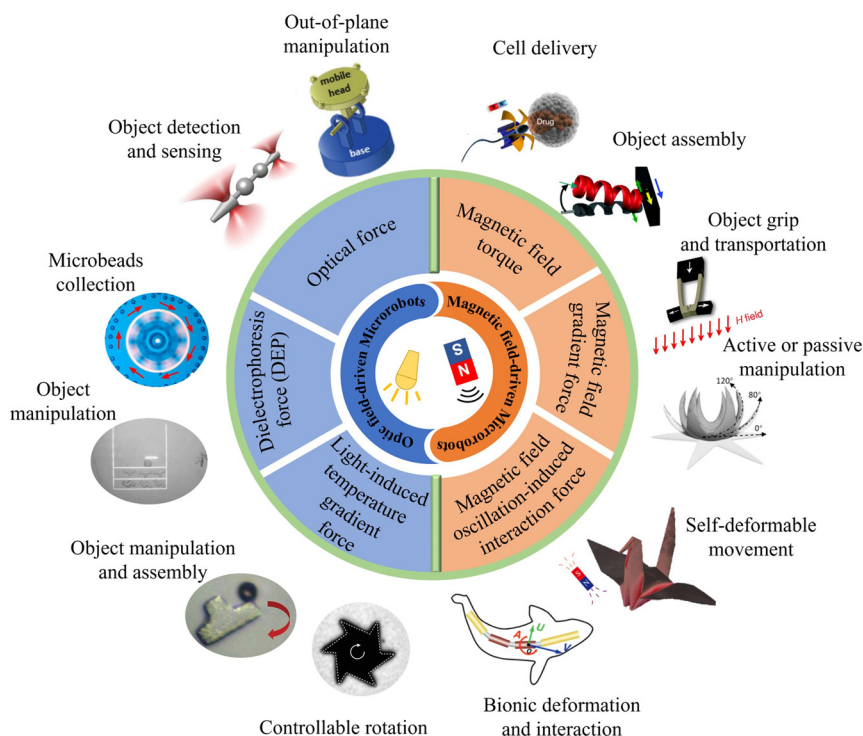 Out-of-plane
manipulation
mobile
head
base
Cell delivery
Drug
Object detection
and sensing
Object assembly
Object grip
and transportation
H field
Microbeads
collection
Active or passive
manipulation
120°
80°
0°
Object
manipulation
Self-deformable
movement
Object manipulation
and assembly
Controllable rotation
Bionic deformation
and interaction
A
U
V
Optical force
Magnetic field
torque
Dielectrophoresis
force (DEP)
Magnetic field
gradient force
Light-induced
temperature
gradient
force
Magnetic field
oscillation-induced
interaction force
Optic field-driven Microrobots
Magnetic field-driven Microrobots
S
N